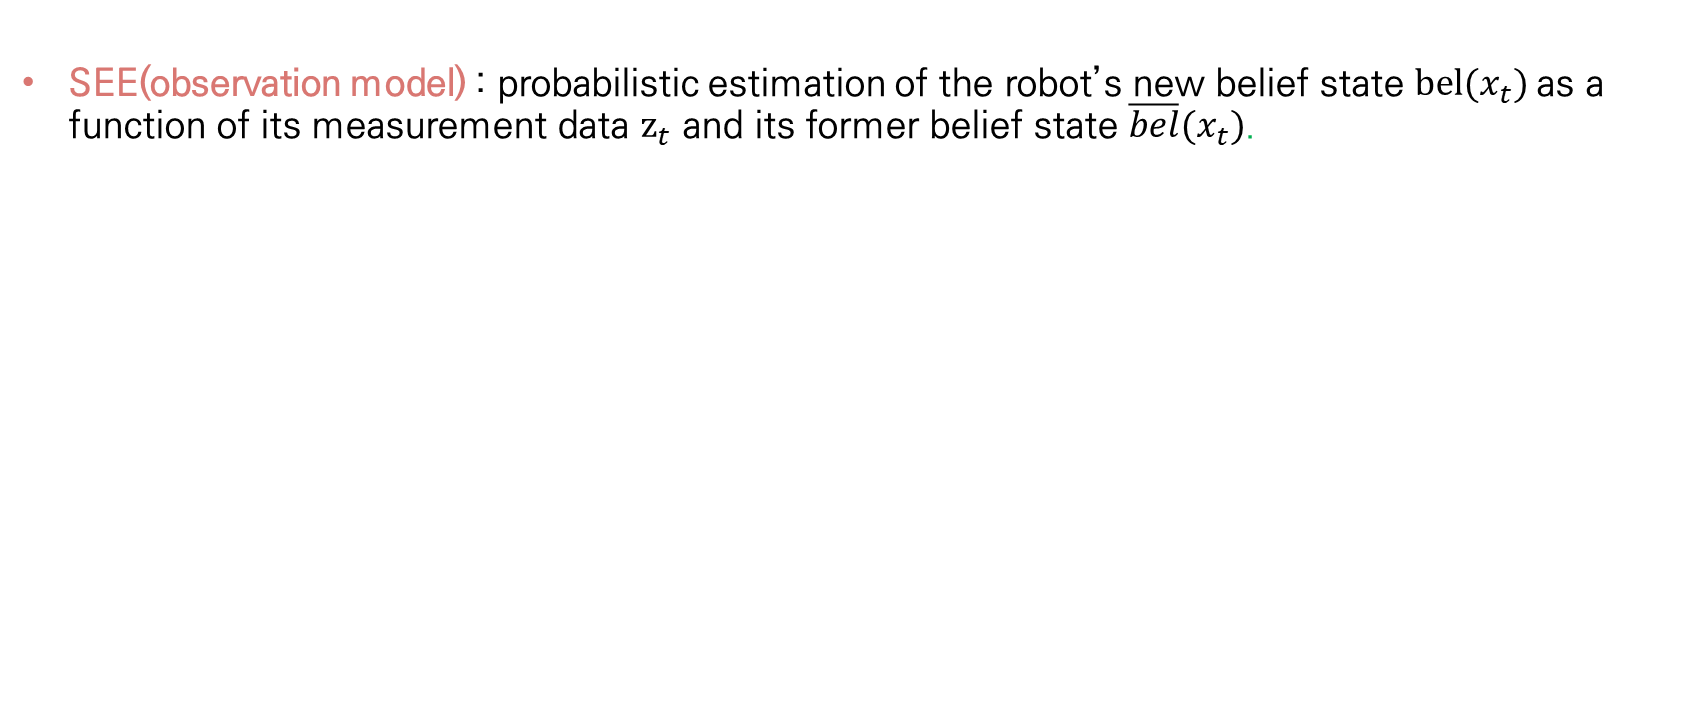 • SEE(observation model) : probabilistic estimation of the robot’s new belief state bel(𝑥ₜ) as a
function of its measurement data zₜ and its former belief state \overline{bel}(𝑥ₜ).